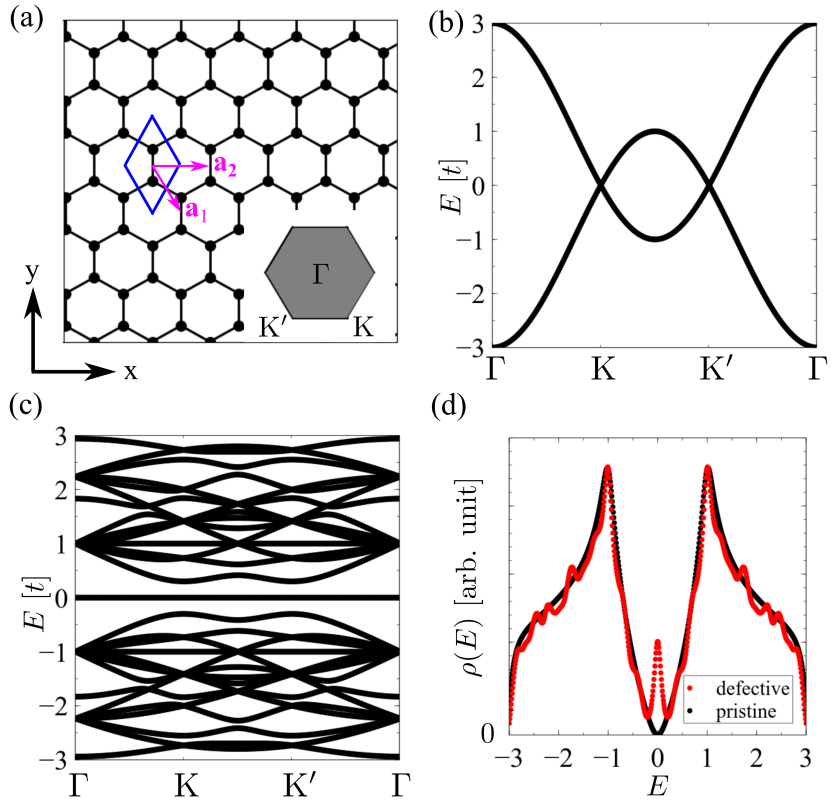 (a)
a₂
a₁
Γ
K′ K
y
x
(b)
E [t]
3
2
1
0
−1
−2
−3
Γ K K′ Γ
(c)
E [t]
3
2
1
0
−1
−2
−3
Γ K K′ Γ
(d)
ρ(E) [arb. unit]
0
defective
pristine
−3 −2 −1 0 1 2 3
E